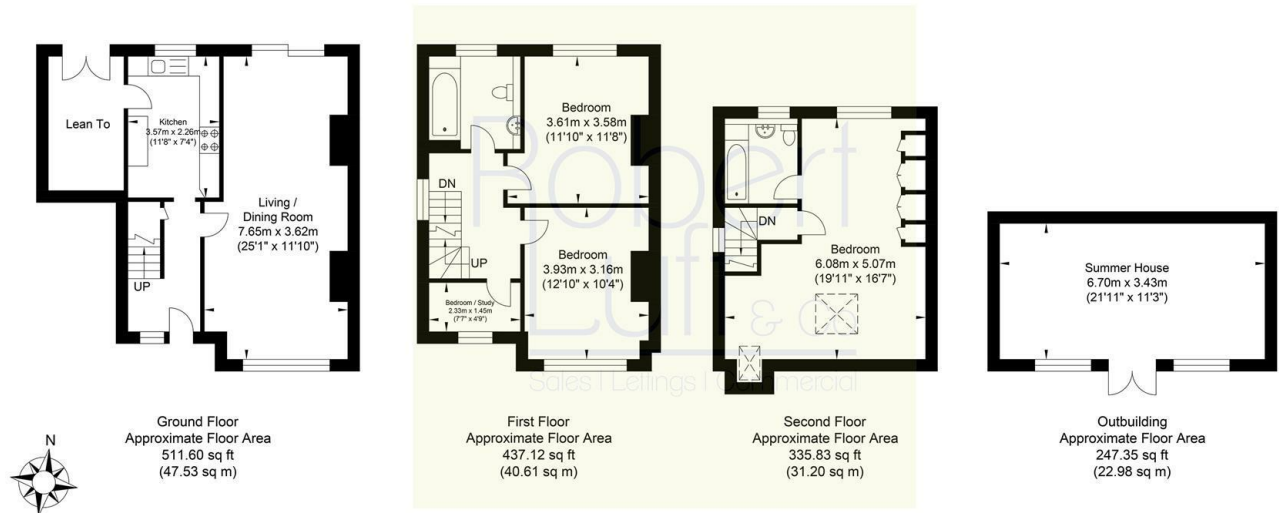 Lean To
Kitchen
3.57m x 2.26m
(11'8" x 7'4")
Living /
Dining Room
7.65m x 3.62m
(25'1" x 11'10")
UP
Ground Floor
Approximate Floor Area
511.60 sq ft
(47.53 sq m)
N
Bedroom
3.61m x 3.58m
(11'10" x 11'8")
DN
UP
Bedroom
3.93m x 3.16m
(12'10" x 10'4")
Bedroom / Study
2.33m x 1.45m
(7'7" x 4'9")
First Floor
Approximate Floor Area
437.12 sq ft
(40.61 sq m)
DN
Bedroom
6.08m x 5.07m
(19'11" x 16'7")
Second Floor
Approximate Floor Area
335.83 sq ft
(31.20 sq m)
Summer House
6.70m x 3.43m
(21'11" x 11'3")
Outbuilding
Approximate Floor Area
247.35 sq ft
(22.98 sq m)
Robert
Luff & Co
Sales | Lettings | Commercial